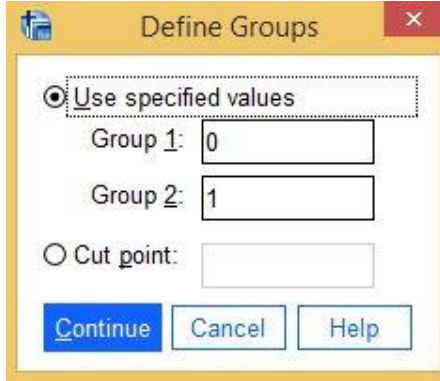 Define Groups
Use specified values
Group 1: 0
Group 2: 1
Cut point:
Continue Cancel Help